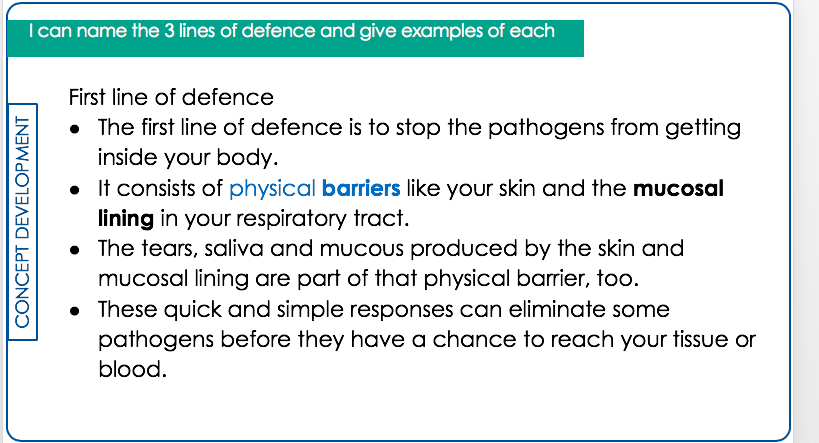 I can name the 3 lines of defence and give examples of each
CONCEPT DEVELOPMENT
First line of defence
● The first line of defence is to stop the pathogens from getting
inside your body.
● It consists of physical barriers like your skin and the mucosal
lining in your respiratory tract.
● The tears, saliva and mucous produced by the skin and
mucosal lining are part of that physical barrier, too.
● These quick and simple responses can eliminate some
pathogens before they have a chance to reach your tissue or
blood.